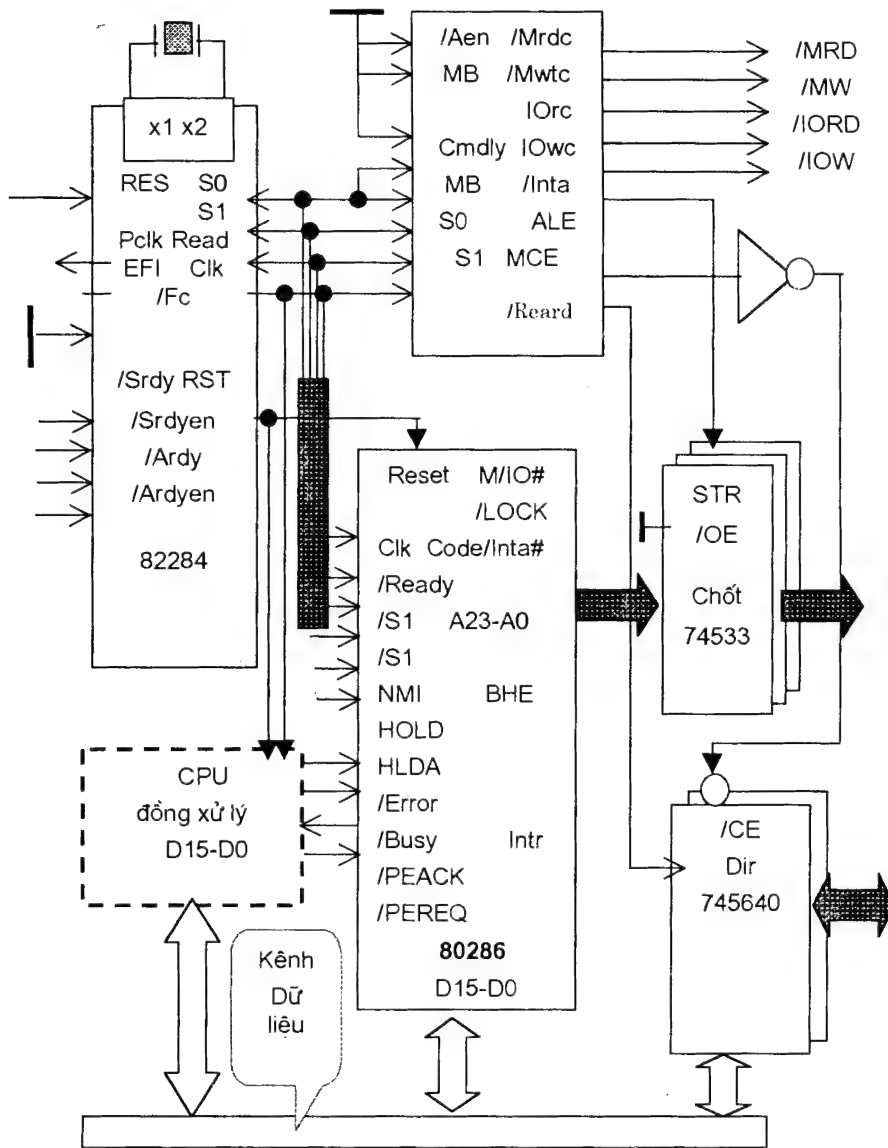 x1 x2
RES S0
S1
Pclk Read
EFI Clk
/Fc
/Srdy RST
/Srdyen
/Ardy
/Ardyen
82284
/Aen /Mrdc
MB /Mwtc
IOrc
Cmdly IOwc
MB /Inta
S0 ALE
S1 MCE
/Reard
/MRD
/MW
/IORD
/IOW
Reset M/IO#
/LOCK
Clk Code/Inta#
/Ready
/S1 A23-A0
/S1
NMI BHE
HOLD
HLDA
/Error
/Busy Intr
/PEACK
/PEREQ
80286
D15-D0
STR
/OE
Chốt
74533
CPU
đồng xử lý
D15-D0
/CE
Dir
745640
Kênh
Dữ
liệu